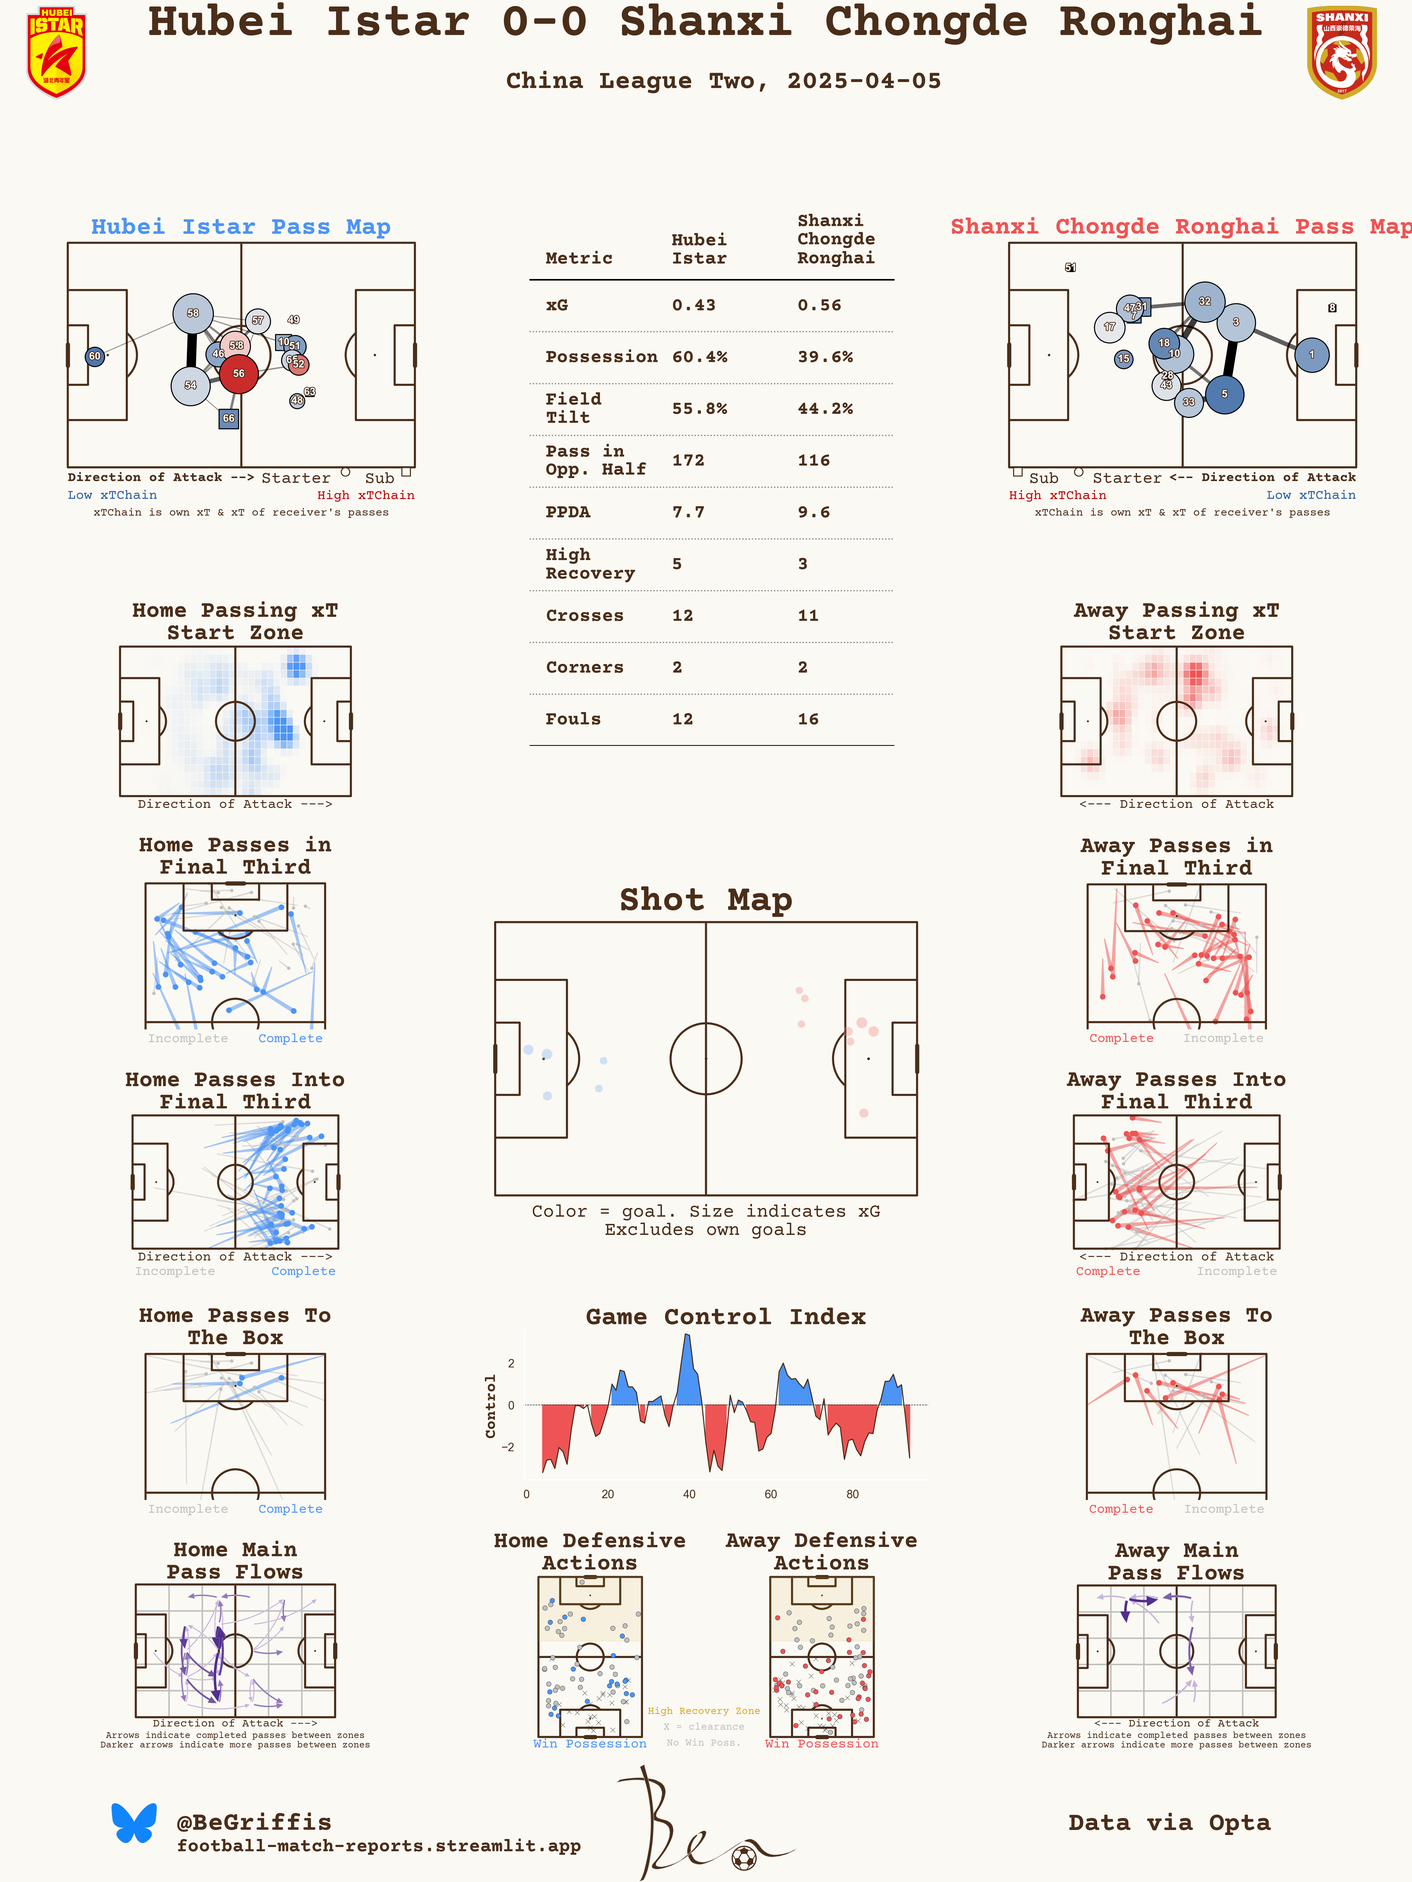 Hubei Istar 0-0 Shanxi Chongde Ronghai
China League Two, 2025-04-05
HUBEI
ISTAR
湖北青年星
SHANXI
山西崇德荣海
2017
Hubei Istar Pass Map
60
58
54
46
58
56
57
49
10
51
52
48
63
66
Direction of Attack --> Starter Sub
Low xTChain High xTChain
xTChain is own xT & xT of receiver's passes
Metric Hubei Istar Shanxi Chongde Ronghai
xG 0.43 0.56
Possession 60.4% 39.6%
Field Tilt 55.8% 44.2%
Pass in Opp. Half 172 116
PPDA 7.7 9.6
High Recovery 5 3
Crosses 12 11
Corners 2 2
Fouls 12 16
Shanxi Chongde Ronghai Pass Map
51
47
31
7
17
15
18
10
28
43
33
5
32
3
1
8
Sub Starter <-- Direction of Attack
High xTChain Low xTChain
xTChain is own xT & xT of receiver's passes
Home Passing xT
Start Zone
Direction of Attack --->
Away Passing xT
Start Zone
<--- Direction of Attack
Home Passes in
Final Third
Incomplete Complete
Away Passes in
Final Third
Complete Incomplete
Shot Map
Color = goal. Size indicates xG
Excludes own goals
Home Passes Into
Final Third
Direction of Attack --->
Incomplete Complete
Away Passes Into
Final Third
<--- Direction of Attack
Complete Incomplete
Home Passes To
The Box
Incomplete Complete
Game Control Index
Control
2
0
−2
0 20 40 60 80
Away Passes To
The Box
Complete Incomplete
Home Main
Pass Flows
Direction of Attack --->
Arrows indicate completed passes between zones
Darker arrows indicate more passes between zones
Home Defensive
Actions
Win Possession
High Recovery Zone
X = clearance
No Win Poss.
Away Defensive
Actions
Win Possession
Away Main
Pass Flows
<--- Direction of Attack
Arrows indicate completed passes between zones
Darker arrows indicate more passes between zones
@BeGriffis
football-match-reports.streamlit.app
Ben
Data via Opta